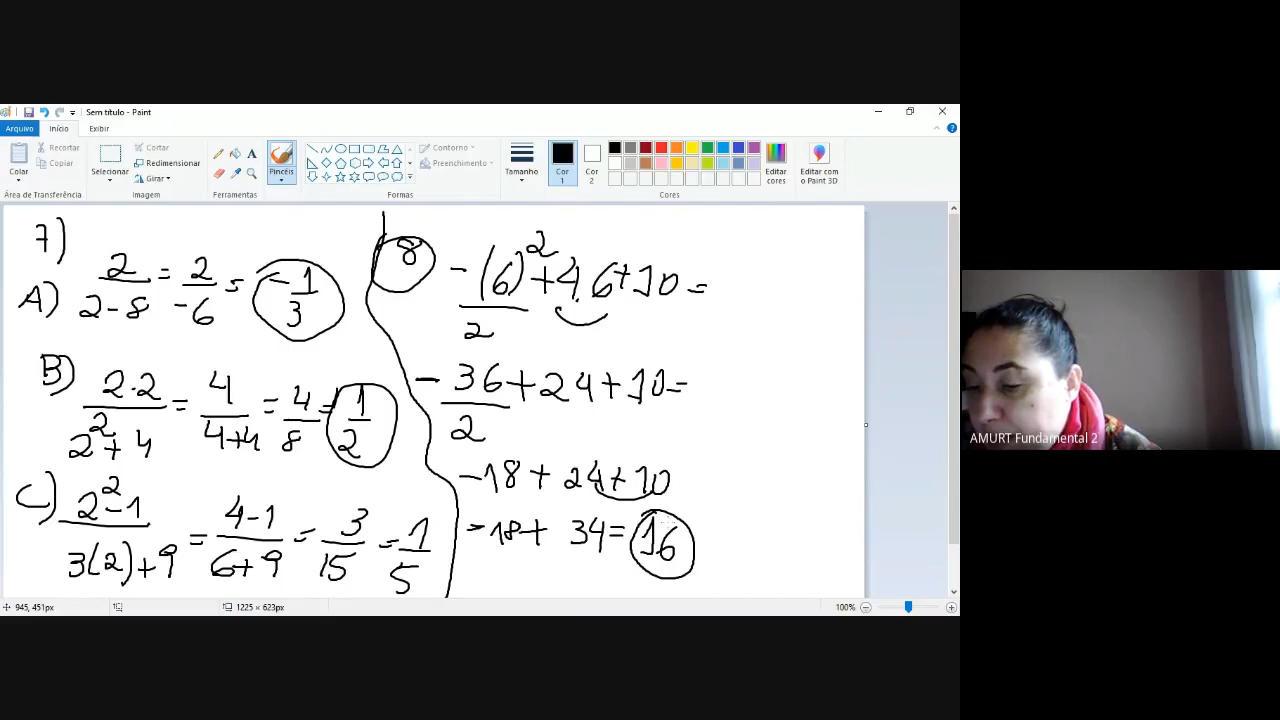 Sem título - Paint
Arquivo Início Exibir
Colar
Recortar
Copiar
Área de Transferência
Selecionar
Cortar
Redimensionar
Girar
Imagem
Ferramentas
Pincéis
Contorno
Preenchimento
Formas
Tamanho
Cor 1
Cor 2
Editar cores
Cores
Editar com o Paint 3D
7)
A) 2/2-8 = 2/-6 = -1/3
B) 2·2/2²+4 = 4/4+4 = 4/8 = 1/2
C) 2²-1/3(2)+9 = 4-1/6+9 = 3/15 = 1/5
8
-(6)²/2 + 4.6+10 =
-36/2 + 24+10 =
-18 + 24+10
-18+ 34= 16
AMURT Fundamental 2
945, 451px
1225 × 623px
100%